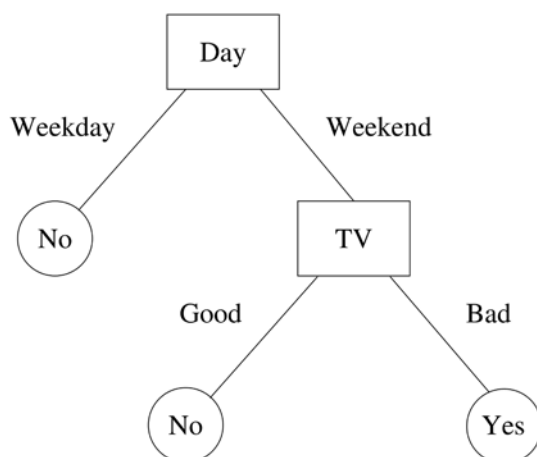 Day
Weekday
Weekend
No
TV
Good
Bad
No
Yes